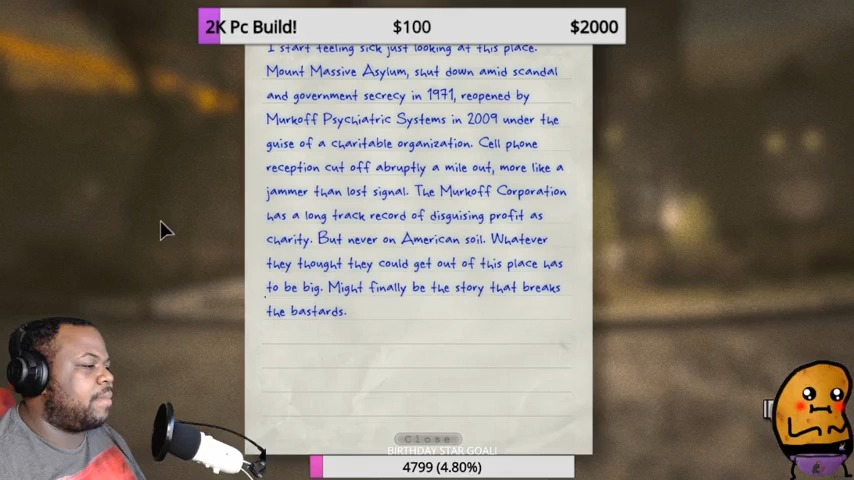 2K Pc Build! $100 $2000
I start feeling sick just looking at this place.
Mount Massive Asylum, shut down amid scandal
and government secrecy in 1971, reopened by
Murkoff Psychiatric Systems in 2009 under the
guise of a charitable organization. Cell phone
reception cut off abruptly a mile out, more like a
jammer than lost signal. The Murkoff Corporation
has a long track record of disguising profit as
charity. But never on American soil. Whatever
they thought they could get out of this place has
to be big. Might finally be the story that breaks
the bastards.
Close
BIRTHDAY STAR GOAL!
4799 (4.80%)